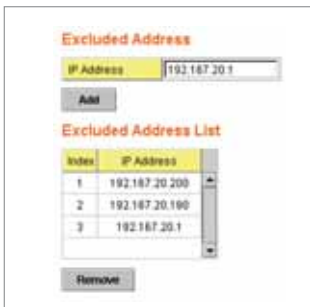 Excluded Address
IP Address 192.167.20.1
Add
Excluded Address List
Index IP Address
1 192.167.20.200
2 192.167.20.190
3 192.167.20.1
Remove